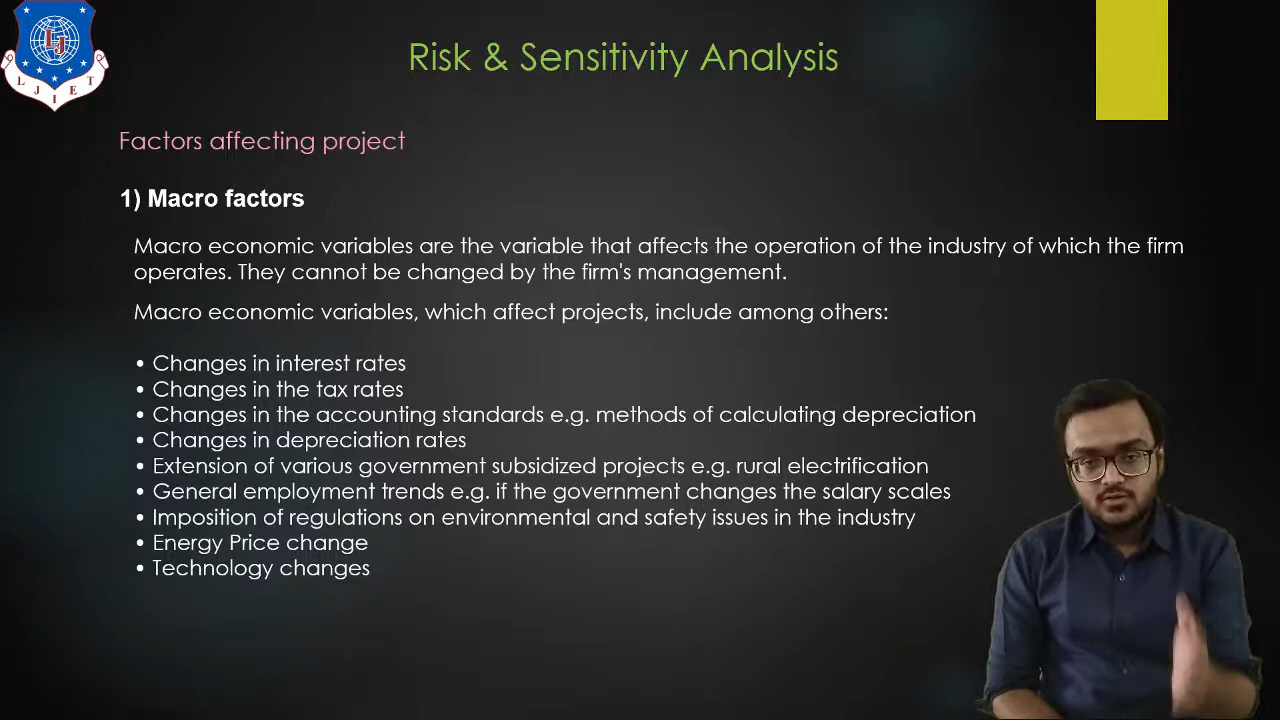 LJ
L J I E T
Risk & Sensitivity Analysis
Factors affecting project
1) Macro factors
Macro economic variables are the variable that affects the operation of the industry of which the firm
operates. They cannot be changed by the firm's management.
Macro economic variables, which affect projects, include among others:
• Changes in interest rates
• Changes in the tax rates
• Changes in the accounting standards e.g. methods of calculating depreciation
• Changes in depreciation rates
• Extension of various government subsidized projects e.g. rural electrification
• General employment trends e.g. if the government changes the salary scales
• Imposition of regulations on environmental and safety issues in the industry
• Energy Price change
• Technology changes